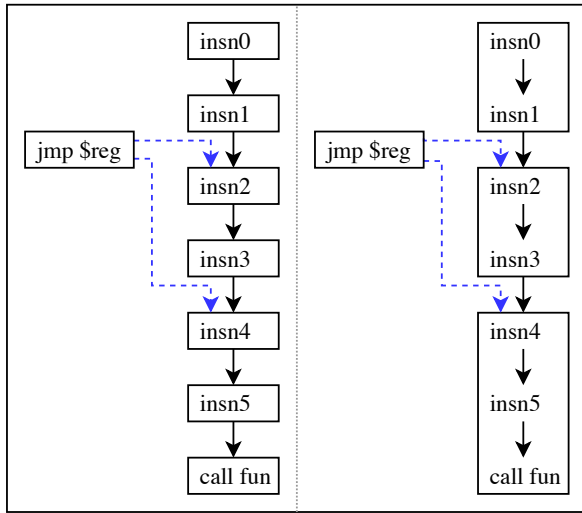 insn0
insn1
jmp $reg
insn2
insn3
insn4
insn5
call fun
insn0
insn1
jmp $reg
insn2
insn3
insn4
insn5
call fun